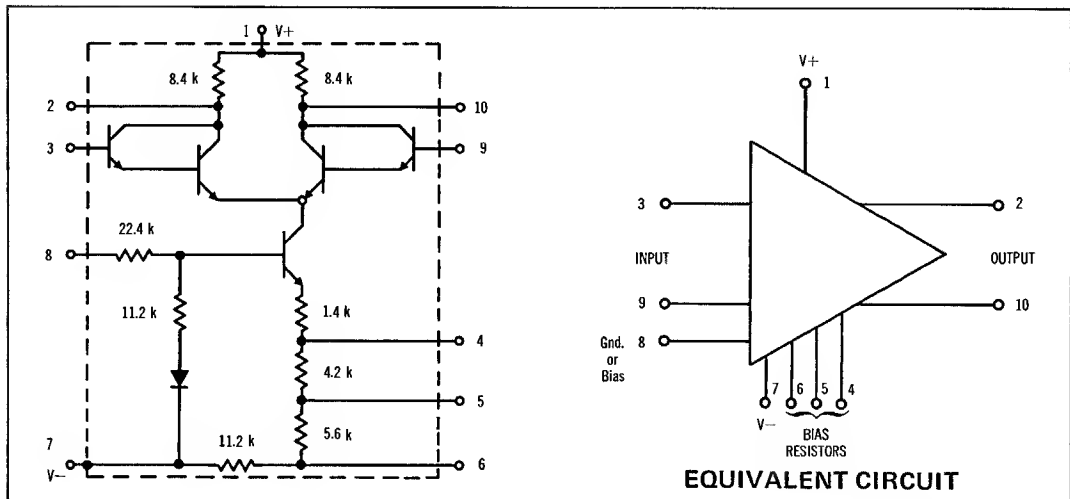 1 V+
8.4 k 8.4 k
2 10
3 9
22.4 k
8
11.2 k
1.4 k
4
4.2 k
5
5.6 k
7 11.2 k
V– 6
V+
1
3 2
INPUT OUTPUT
9 10
Gnd. 8
or
Bias
7 6 5 4
V–
BIAS
RESISTORS
EQUIVALENT CIRCUIT